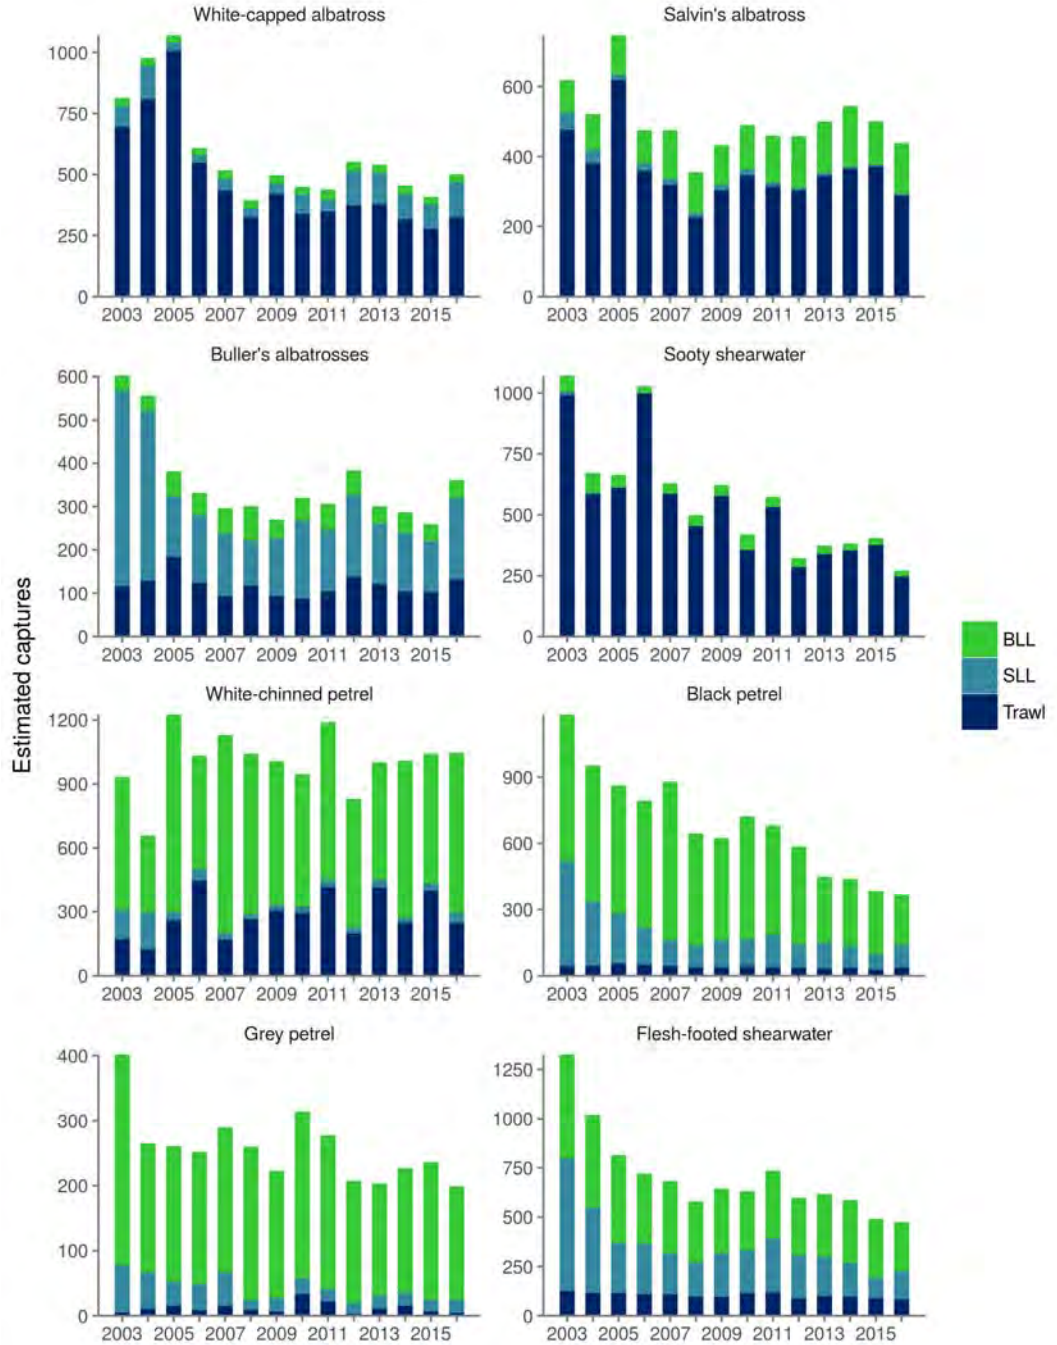 White-capped albatross
Salvin's albatross
1000
750
500
250
0
2003 2005 2007 2009 2011 2013 2015
600
400
200
0
2003 2005 2007 2009 2011 2013 2015
Buller's albatrosses
Sooty shearwater
600
500
400
300
200
100
0
2003 2005 2007 2009 2011 2013 2015
1000
750
500
250
0
2003 2005 2007 2009 2011 2013 2015
Estimated captures
BLL
SLL
Trawl
White-chinned petrel
Black petrel
1200
900
600
300
0
2003 2005 2007 2009 2011 2013 2015
900
600
300
0
2003 2005 2007 2009 2011 2013 2015
Grey petrel
Flesh-footed shearwater
400
300
200
100
0
2003 2005 2007 2009 2011 2013 2015
1250
1000
750
500
250
0
2003 2005 2007 2009 2011 2013 2015